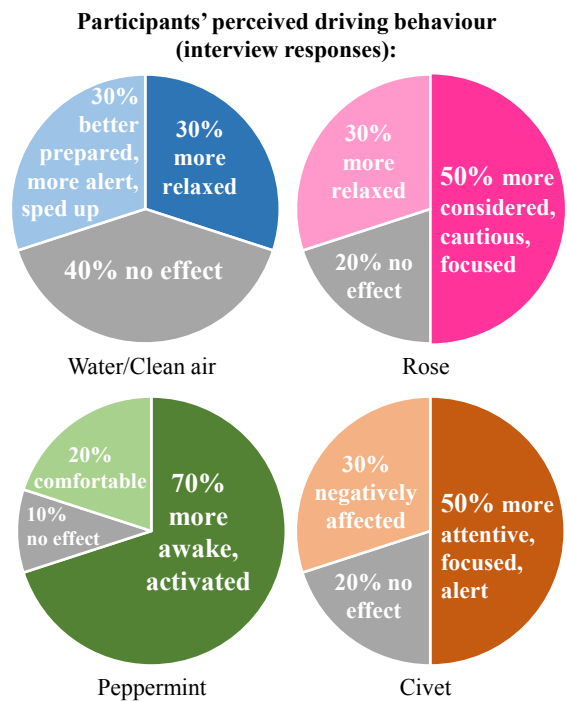 Participants’ perceived driving behaviour
(interview responses):
30%
better
prepared,
more alert,
sped up
30%
more
relaxed
40% no effect
Water/Clean air
30%
more
relaxed
50% more
considered,
cautious,
focused
20% no
effect
Rose
20%
comfortable
10%
no effect
70%
more
awake,
activated
Peppermint
30%
negatively
affected
50% more
attentive,
focused,
alert
20% no
effect
Civet